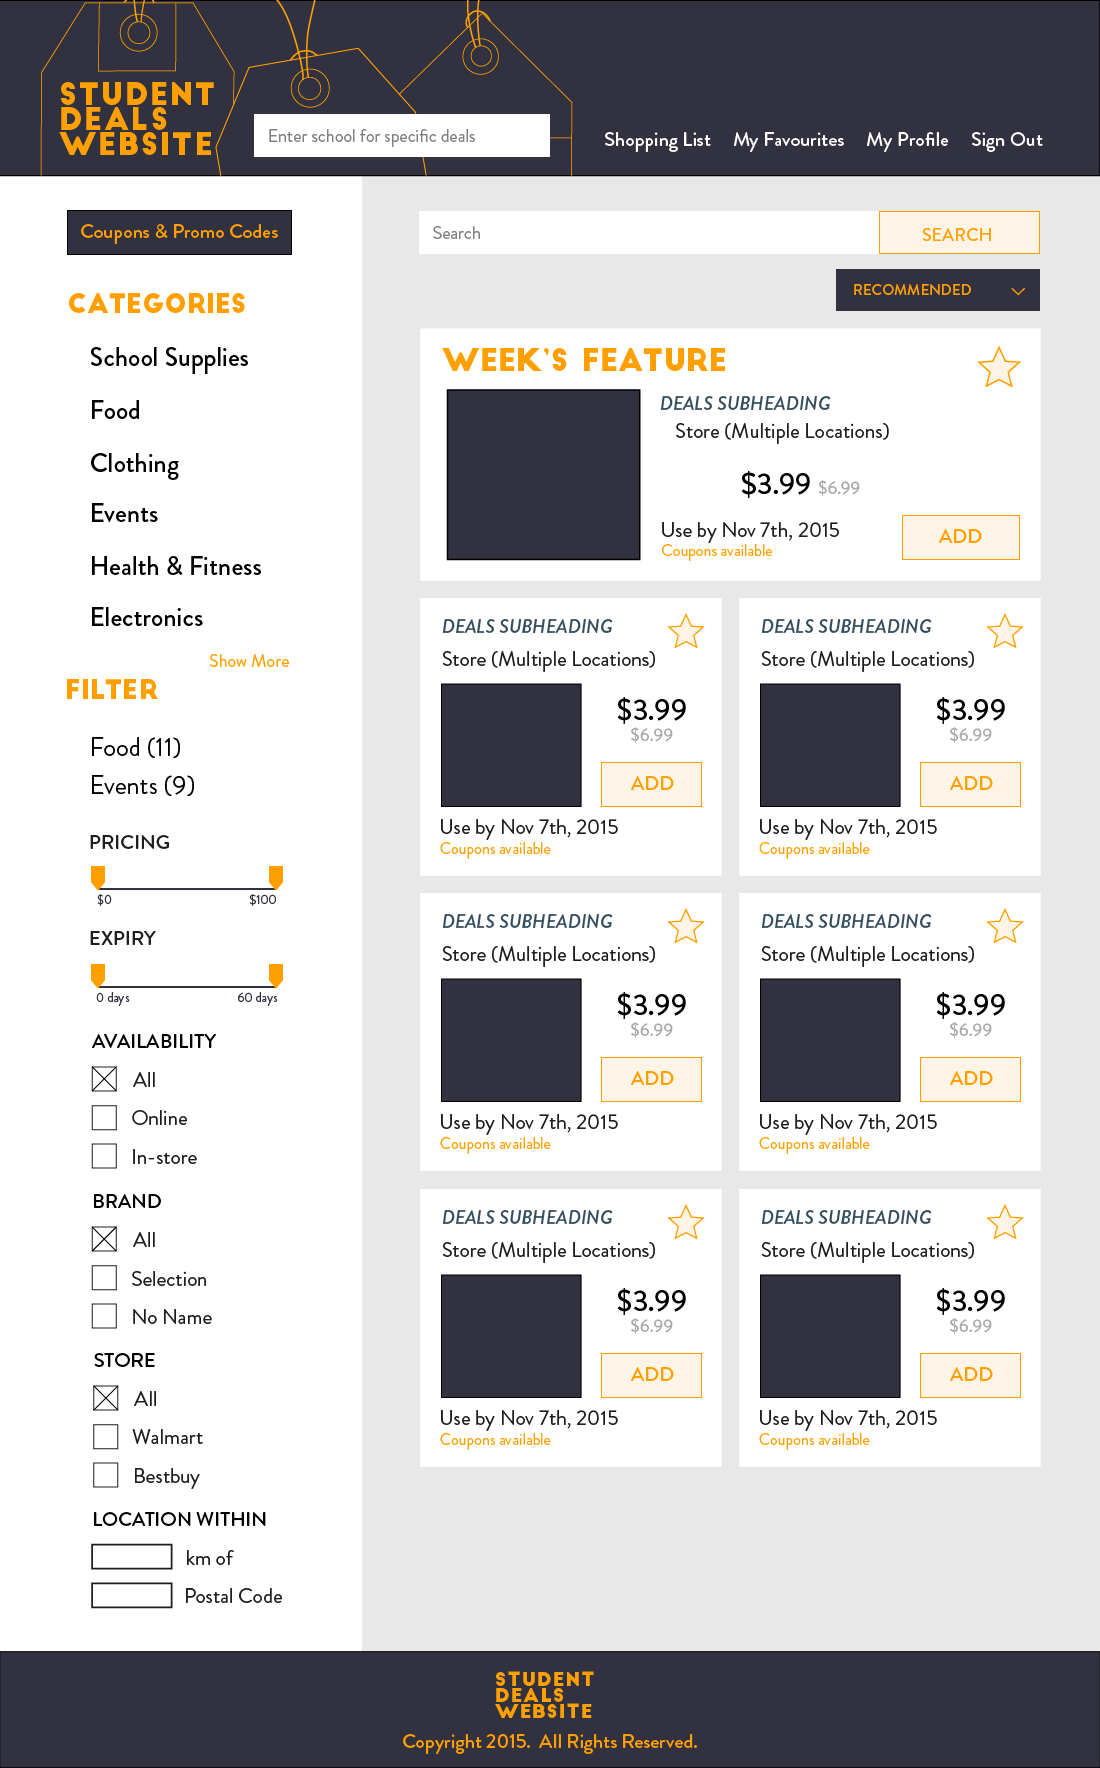 STUDENT
DEALS
WEBSITE
Enter school for specific deals
Shopping List
My Favourites
My Profile
Sign Out
Coupons & Promo Codes
CATEGORIES
School Supplies
Food
Clothing
Events
Health & Fitness
Electronics
Show More
FILTER
Food (11)
Events (9)
PRICING
$0 $100
EXPIRY
0 days 60 days
AVAILABILITY
All
Online
In-store
BRAND
All
Selection
No Name
STORE
All
Walmart
Bestbuy
LOCATION WITHIN
km of
Postal Code
Search
SEARCH
RECOMMENDED
WEEK'S FEATURE
DEALS SUBHEADING
Store (Multiple Locations)
$3.99 $6.99
Use by Nov 7th, 2015
Coupons available
ADD
DEALS SUBHEADING
Store (Multiple Locations)
$3.99
$6.99
ADD
Use by Nov 7th, 2015
Coupons available
DEALS SUBHEADING
Store (Multiple Locations)
$3.99
$6.99
ADD
Use by Nov 7th, 2015
Coupons available
DEALS SUBHEADING
Store (Multiple Locations)
$3.99
$6.99
ADD
Use by Nov 7th, 2015
Coupons available
DEALS SUBHEADING
Store (Multiple Locations)
$3.99
$6.99
ADD
Use by Nov 7th, 2015
Coupons available
DEALS SUBHEADING
Store (Multiple Locations)
$3.99
$6.99
ADD
Use by Nov 7th, 2015
Coupons available
DEALS SUBHEADING
Store (Multiple Locations)
$3.99
$6.99
ADD
Use by Nov 7th, 2015
Coupons available
STUDENT
DEALS
WEBSITE
Copyright 2015. All Rights Reserved.